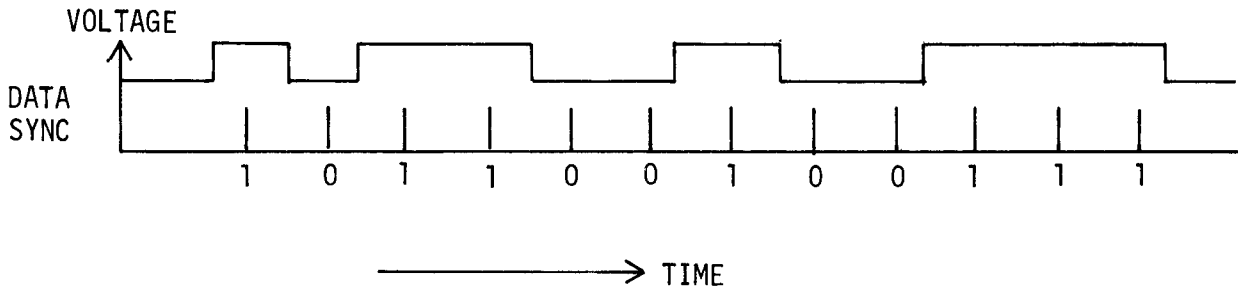 VOLTAGE
DATA
SYNC
1 0 1 1 0 0 1 0 0 1 1 1
TIME